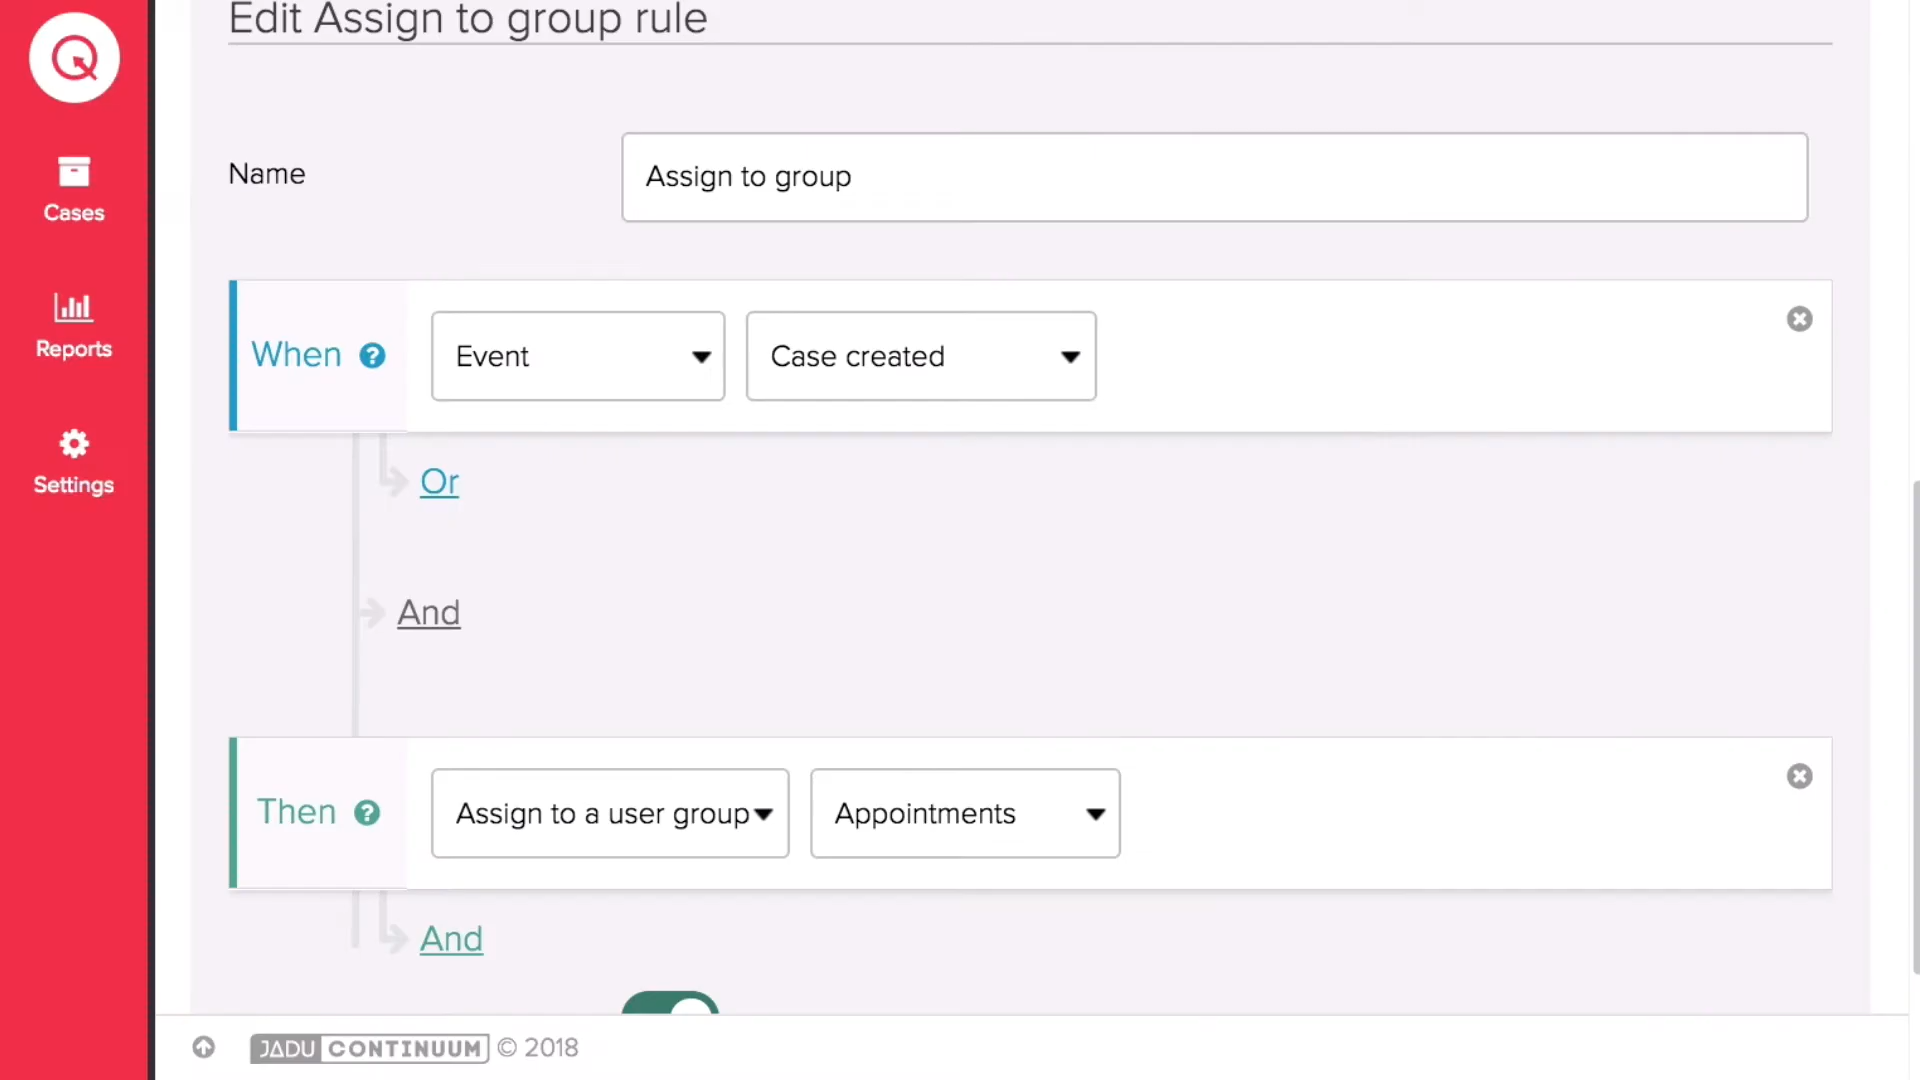 Edit Assign to group rule
Cases
Name
Assign to group
Reports
When
?
Event
Case created
Settings
Or
And
Then
?
Assign to a user group
Appointments
And
JADU CONTINUUM © 2018